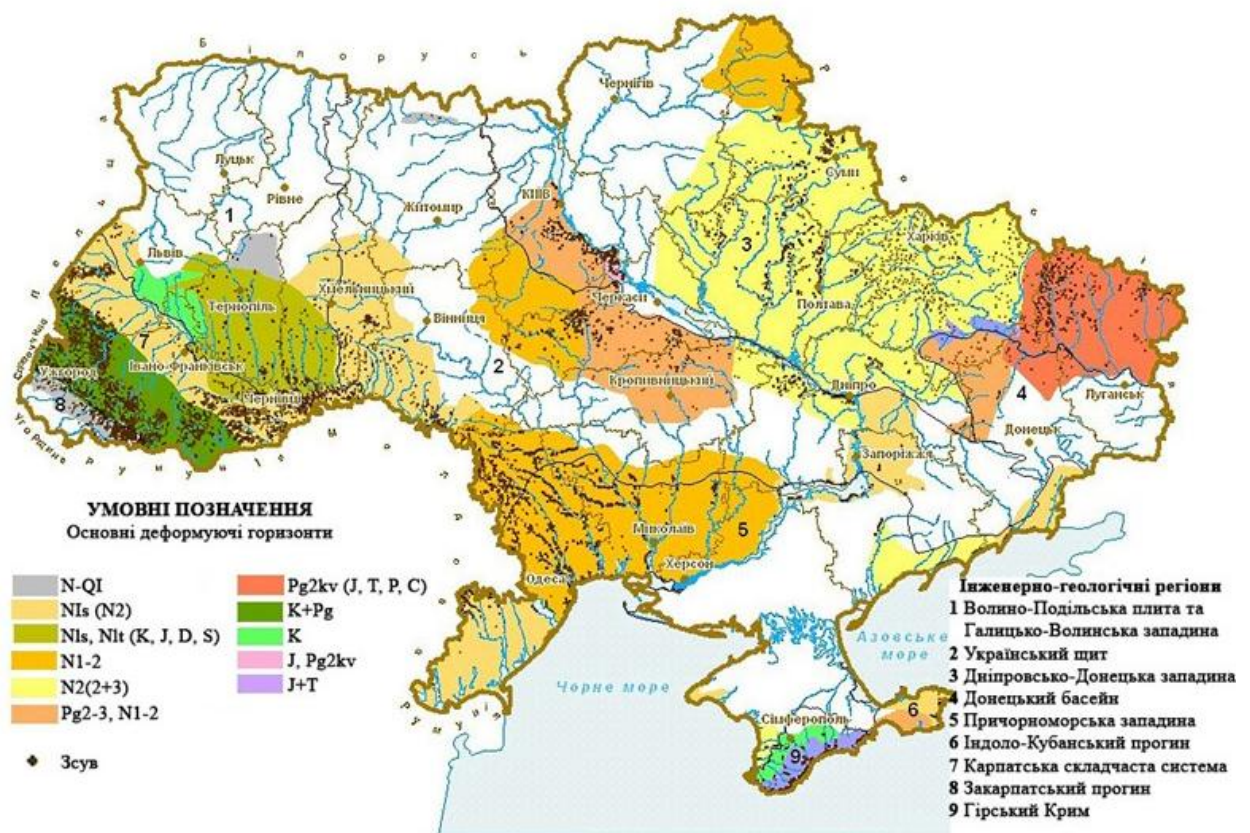 Білорусь
Чернігів
Луцьк
Рівне
КИЇВ
Суми
Житомир
1
3
Харків
Львів
Тернопіль
Хмельницький
Черкаси
Полтава
Вінниця
7
Івано-Франківськ
2
Ужгород
Кропивницький
Дніпро
4
Луганськ
Чернівці
8
Донецьк
Запоріжжя
Миколаїв
5
Херсон
Одеса
Азовське
море
Чорне море
6
Сімферополь
9
УМОВНІ ПОЗНАЧЕННЯ
Основні деформуючі горизонти
N-QI
NIs (N2)
NIs, NIt (K, J, D, S)
N1-2
N2(2+3)
Pg2-3, N1-2
Pg2kv (J, T, P, C)
K+Pg
K
J, Pg2kv
J+T
Зсув
Інженерно-геологічні регіони
1 Волино-Подільська плита та
Галицько-Волинська западина
2 Український щит
3 Дніпровсько-Донецька западина
4 Донецький басейн
5 Причорноморська западина
6 Індоло-Кубанський прогин
7 Карпатська складчаста система
8 Закарпатський прогин
9 Гірський Крим